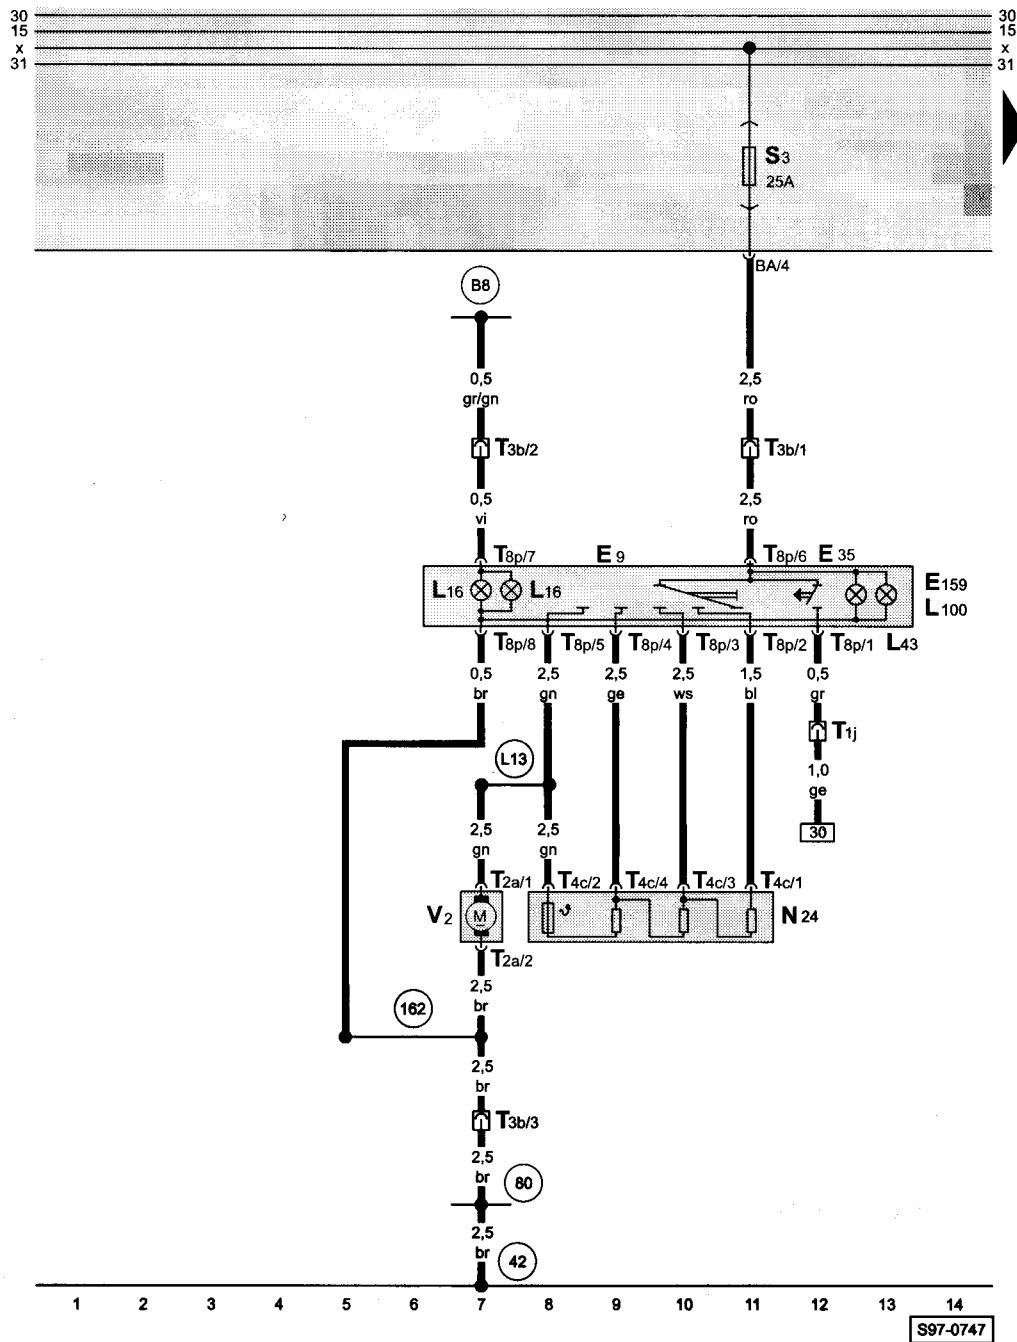 30 30
15 15
x x
31 31
S3
25A
BA/4
B8
0,5 2,5
gr/gn ro
T3b/2 T3b/1
0,5 2,5
vi ro
T8p/7 E9 T8p/6 E35
L16 L16 E159
L100
T8p/8 T8p/5 T8p/4 T8p/3 T8p/2 T8p/1 L43
0,5 2,5 2,5 2,5 1,5 0,5
br gn ge ws bl gr
T1j
L13
1,0
ge
30
2,5 2,5
gn gn
T2a/1 T4c/2 T4c/4 T4c/3 T4c/1
V2 M ϑ N24
T2a/2
2,5
br
162
2,5
br
T3b/3
2,5
br
80
2,5
br
42
1 2 3 4 5 6 7 8 9 10 11 12 13 14
S97-0747